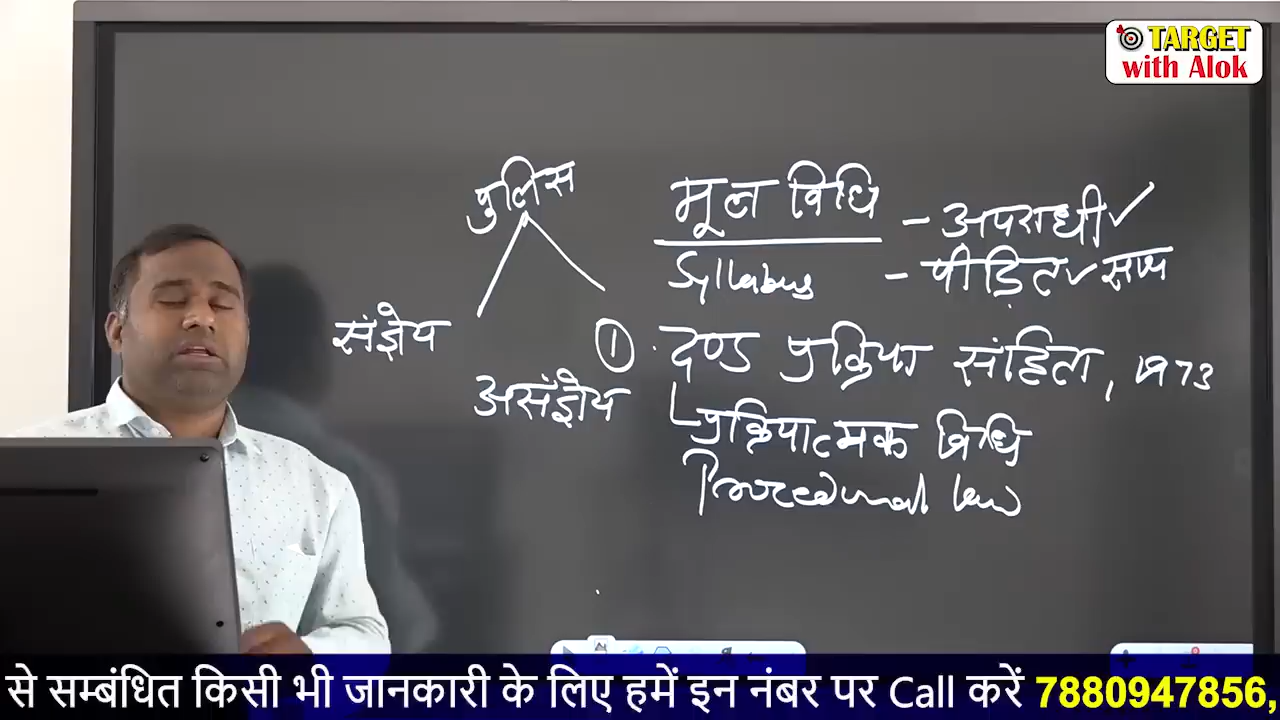 TARGET
with Alok
पुलिस
संज्ञेय
असंज्ञेय
मूल विधि
Syllabus
- अपराधी ✓
- पीड़ित ✓
① दण्ड प्रक्रिया संहिता, 1973
प्रक्रियात्मक विधि
Procedural law
से सम्बंधित किसी भी जानकारी के लिए हमें इन नंबर पर Call करें 7880947856,